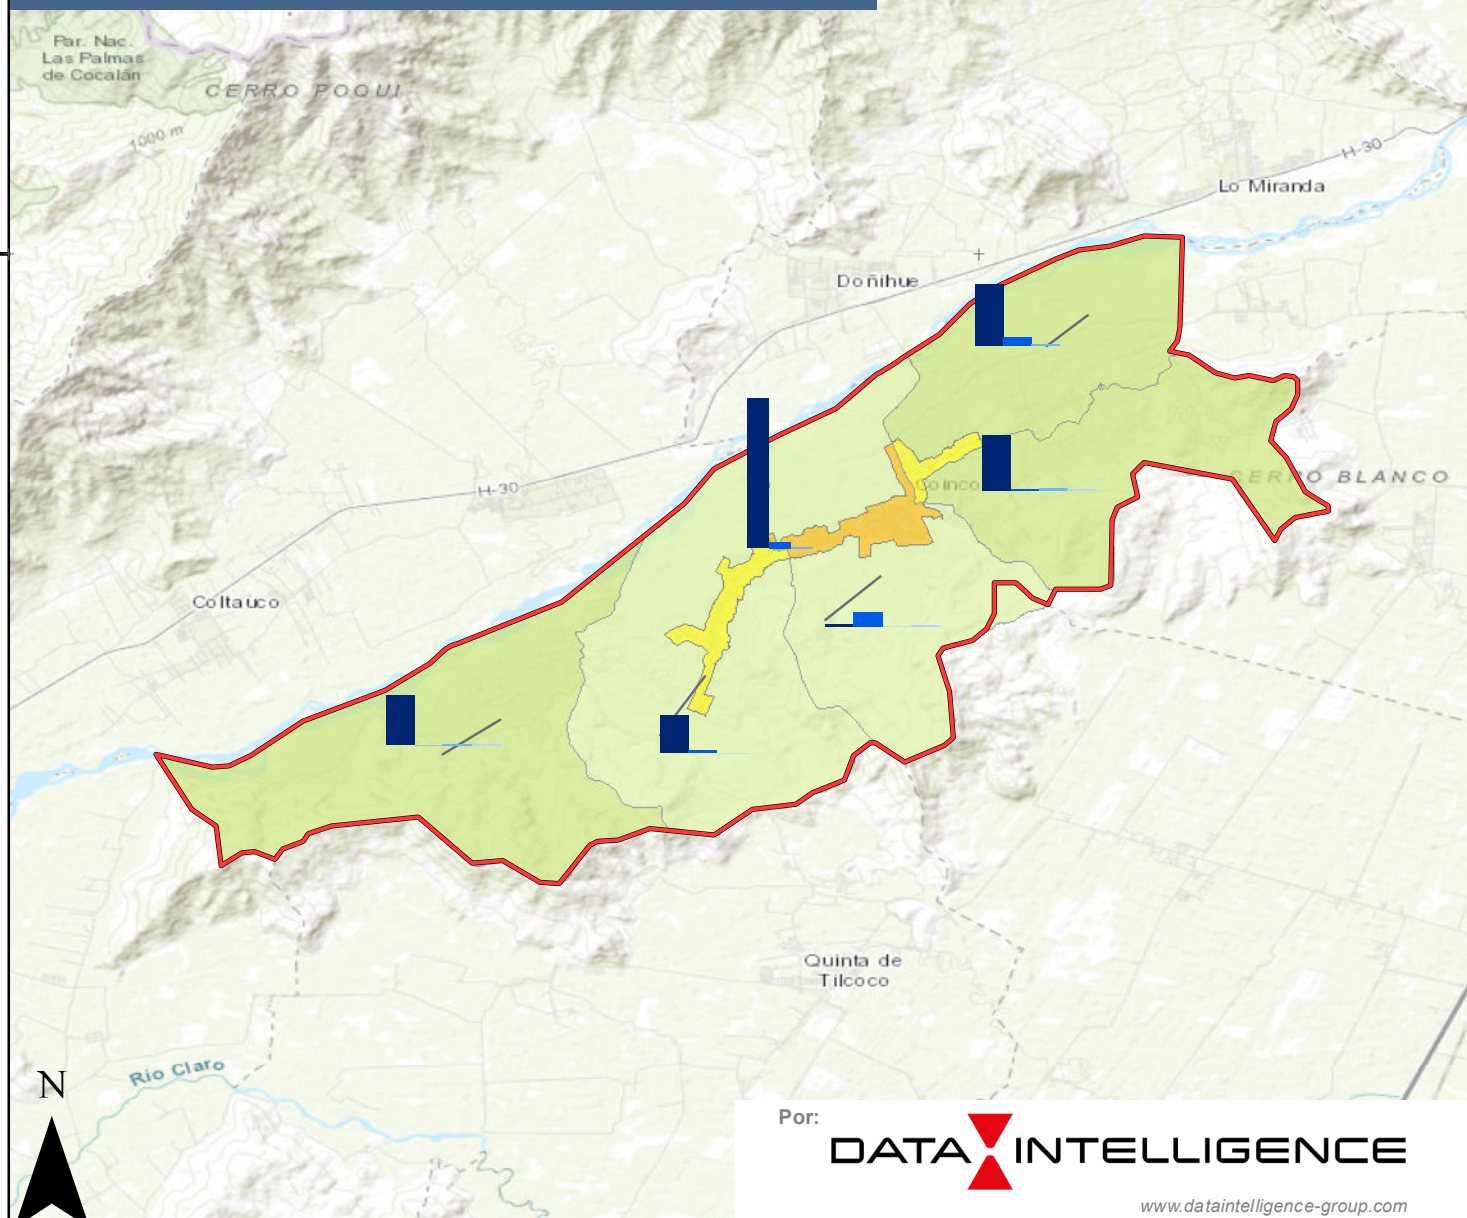 Par. Nac.
Las Palmas
de Cocalán
CERRO POQUI
1000 m
H-30
Lo Miranda
Doñihue
CERRO BLANCO
Coinco
H-30
Coltauco
Quinta de
Tilcoco
Rio Claro
N
Por:
DATA INTELLIGENCE
www.dataintelligence-group.com